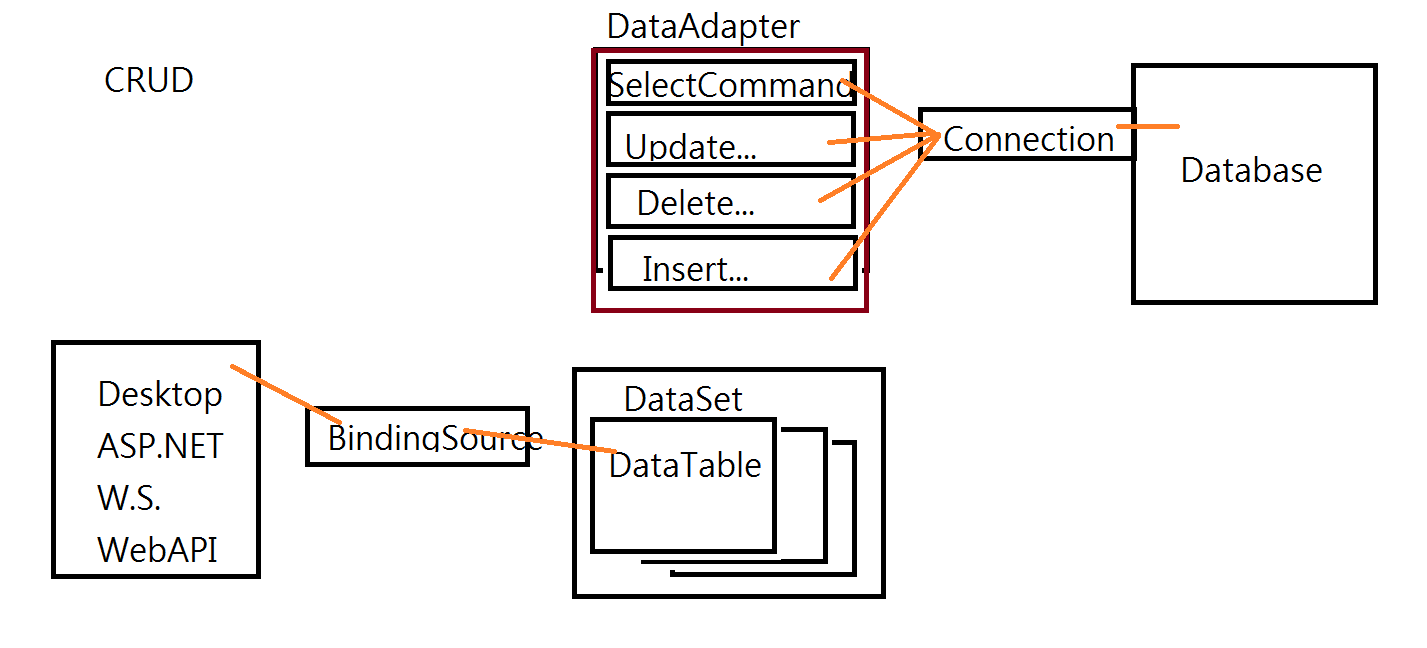 DataAdapter
CRUD
SelectCommand
Update...
Delete...
Insert...
Connection
Database
Desktop
ASP.NET
W.S.
WebAPI
BindingSource
DataSet
DataTable